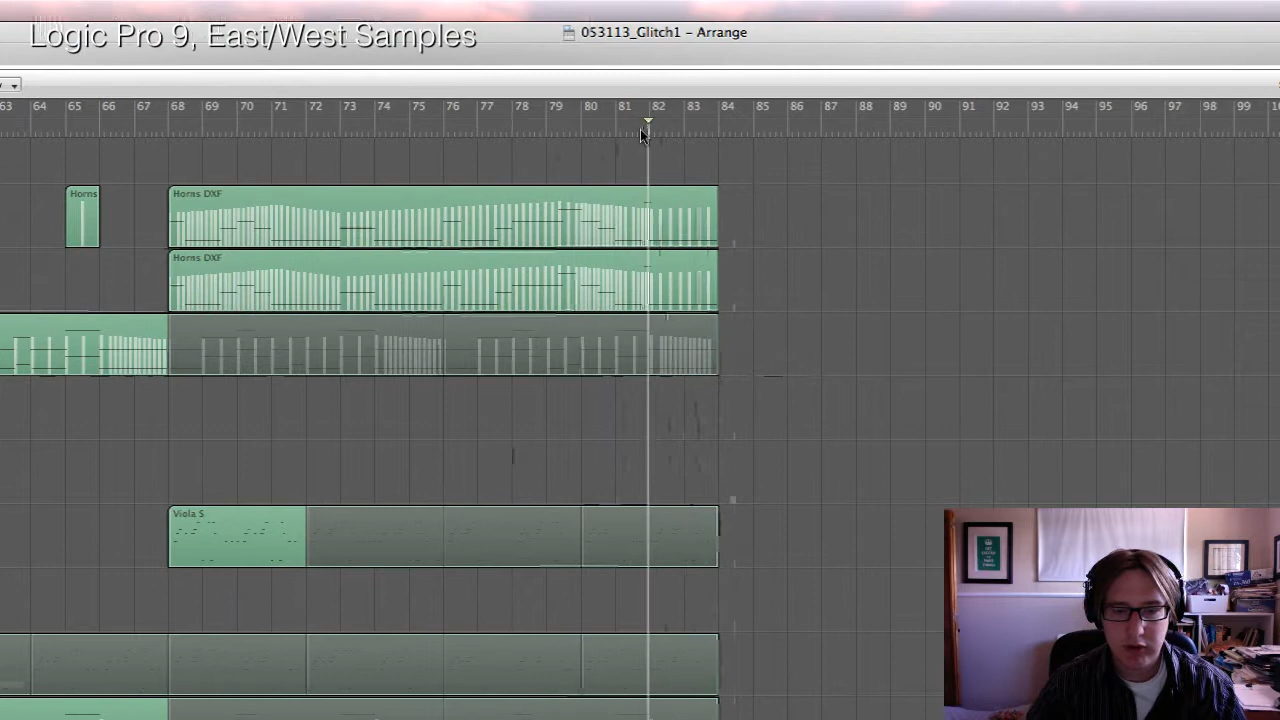 Logic Pro 9, East/West Samples
053113_Glitch1 - Arrange
63 64 65 66 67 68 69 70 71 72 73 74 75 76 77 78 79 80 81 82 83 84 85 86 87 88 89 90 91 92 93 94 95 96 97 98 99
Horns
Horns DXF
Horns DXF
Viola S